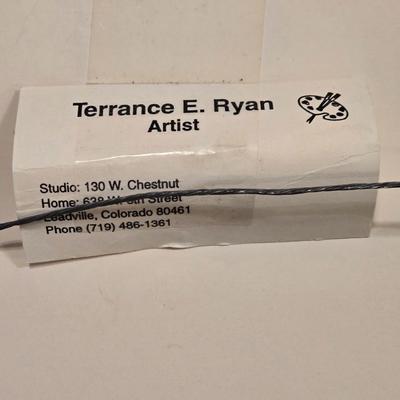 Terrance E. Ryan
Artist
Studio: 130 W. Chestnut
Home: Street
Leadville, Colorado 80461
Phone (719) 486-1361